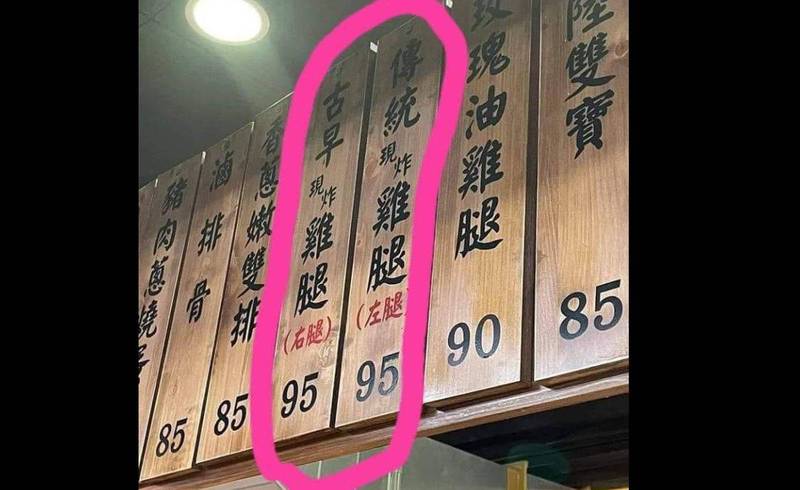 陸雙寶
85
玫瑰油雞腿
90
傳統現炸雞腿
(左腿)
95
古早現炸雞腿
(右腿)
95
香蔥嫩雙排
85
滷排骨
85
豬肉蔥燒